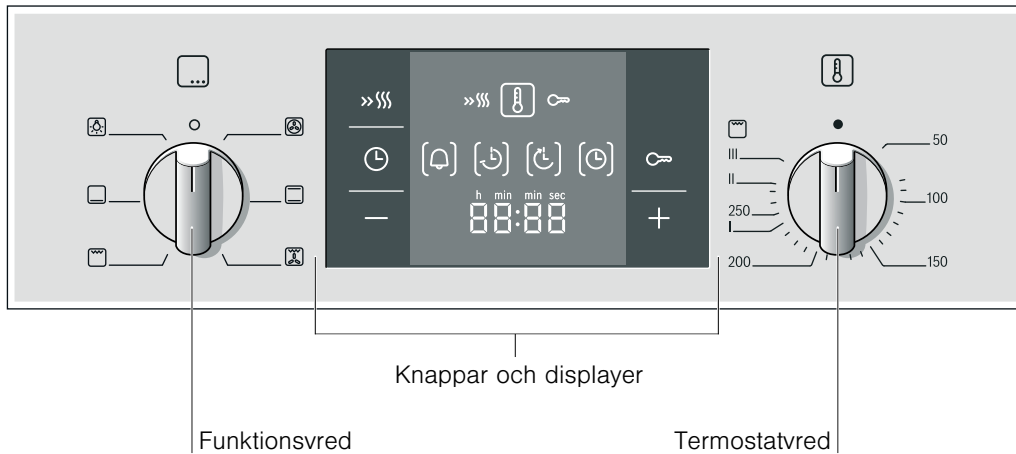 h min min sec
88:88
50
100
150
200
I
250
II
III
Knappar och displayer
Funktionsvred
Termostatvred